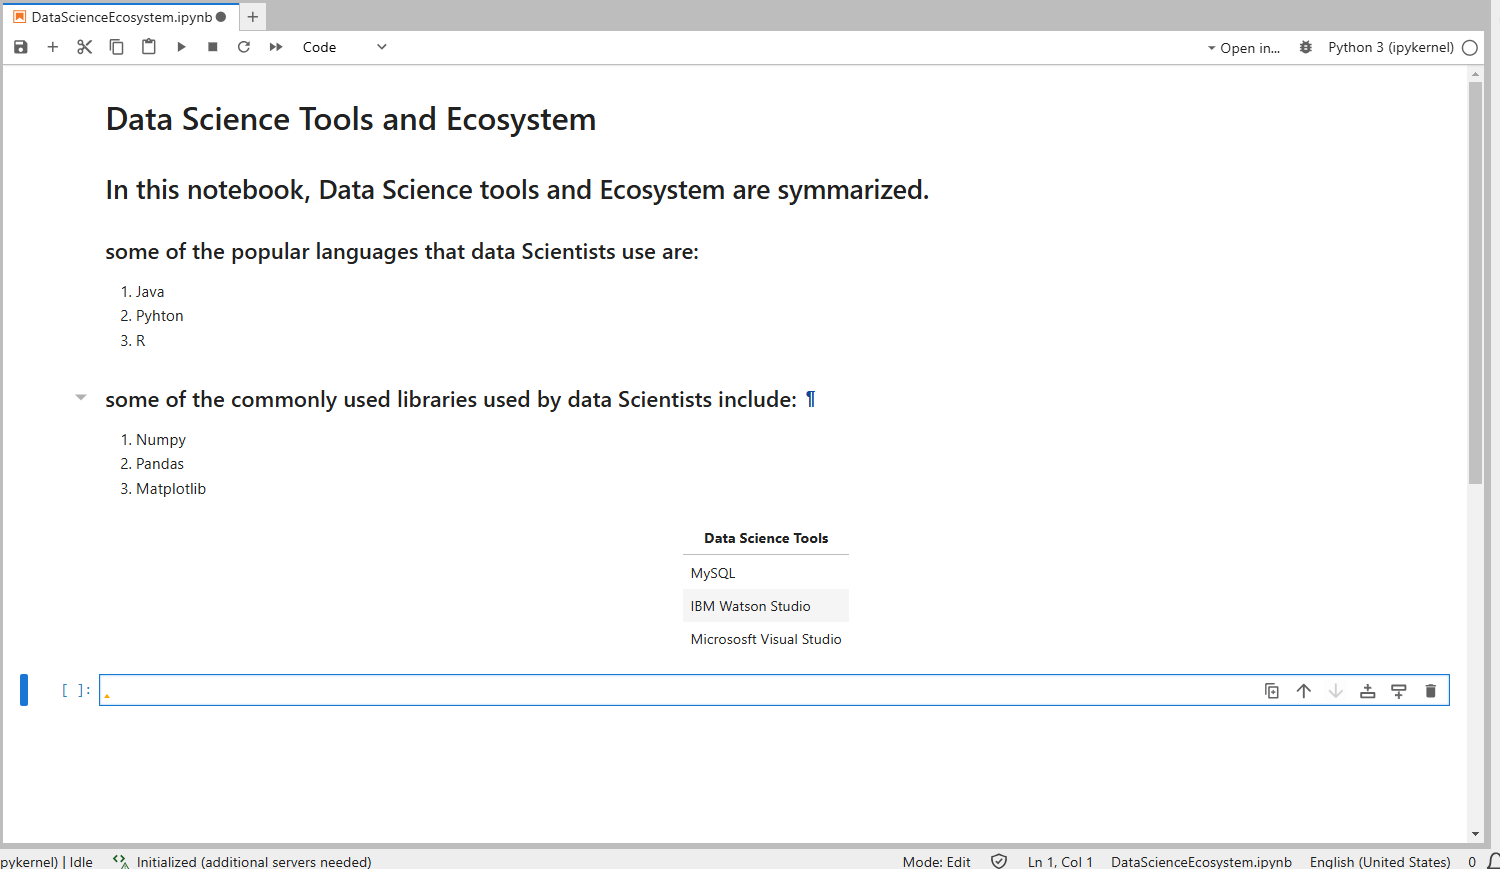 DataScienceEcosystem.ipynb
Code
Open in...
Python 3 (ipykernel)
Data Science Tools and Ecosystem
In this notebook, Data Science tools and Ecosystem are symmarized.
some of the popular languages that data Scientists use are:
1. Java
2. Pyhton
3. R
some of the commonly used libraries used by data Scientists include: ¶
1. Numpy
2. Pandas
3. Matplotlib
Data Science Tools
MySQL
IBM Watson Studio
Micrososft Visual Studio
[ ]:
pykernel) | Idle
Initialized (additional servers needed)
Mode: Edit
Ln 1, Col 1
DataScienceEcosystem.ipynb
English (United States)
0